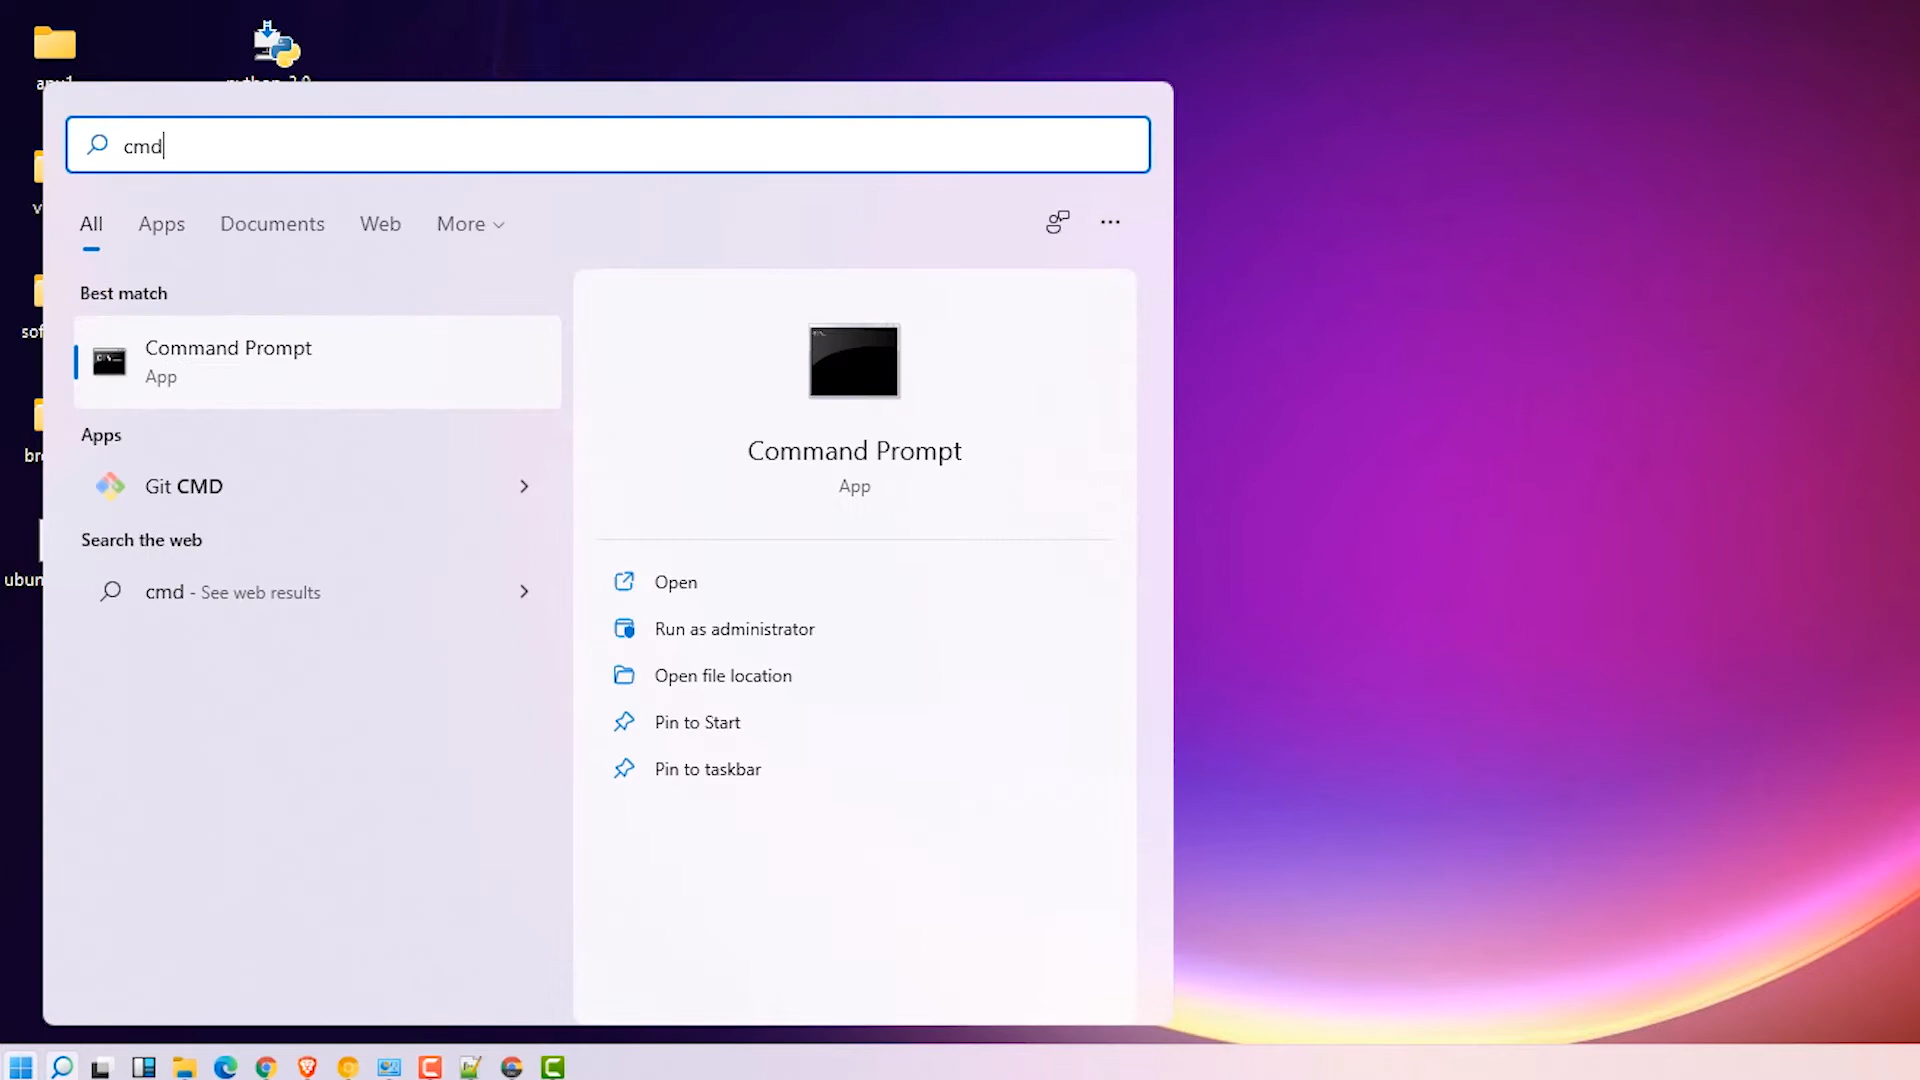 cmd
All Apps Documents Web More
Best match
Command Prompt
App
Apps
Git CMD
Search the web
cmd - See web results
Command Prompt
App
Open
Run as administrator
Open file location
Pin to Start
Pin to taskbar